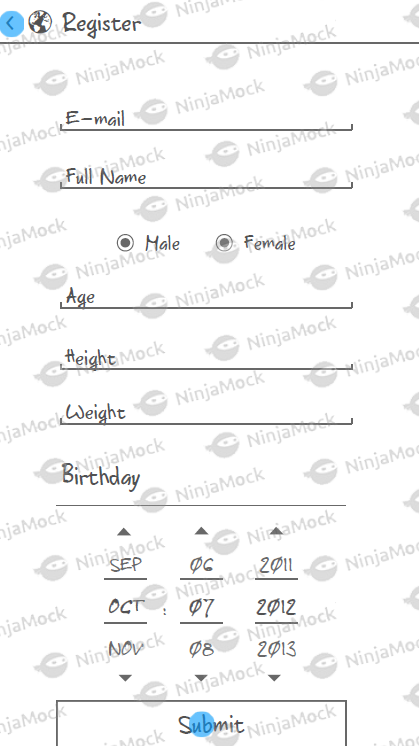 Register
E-mail
Full Name
Male Female
Age
Height
Weight
Birthday
SEP 06 2011
OCT : 07 2012
NOV 08 2013
Submit
NinjaMock